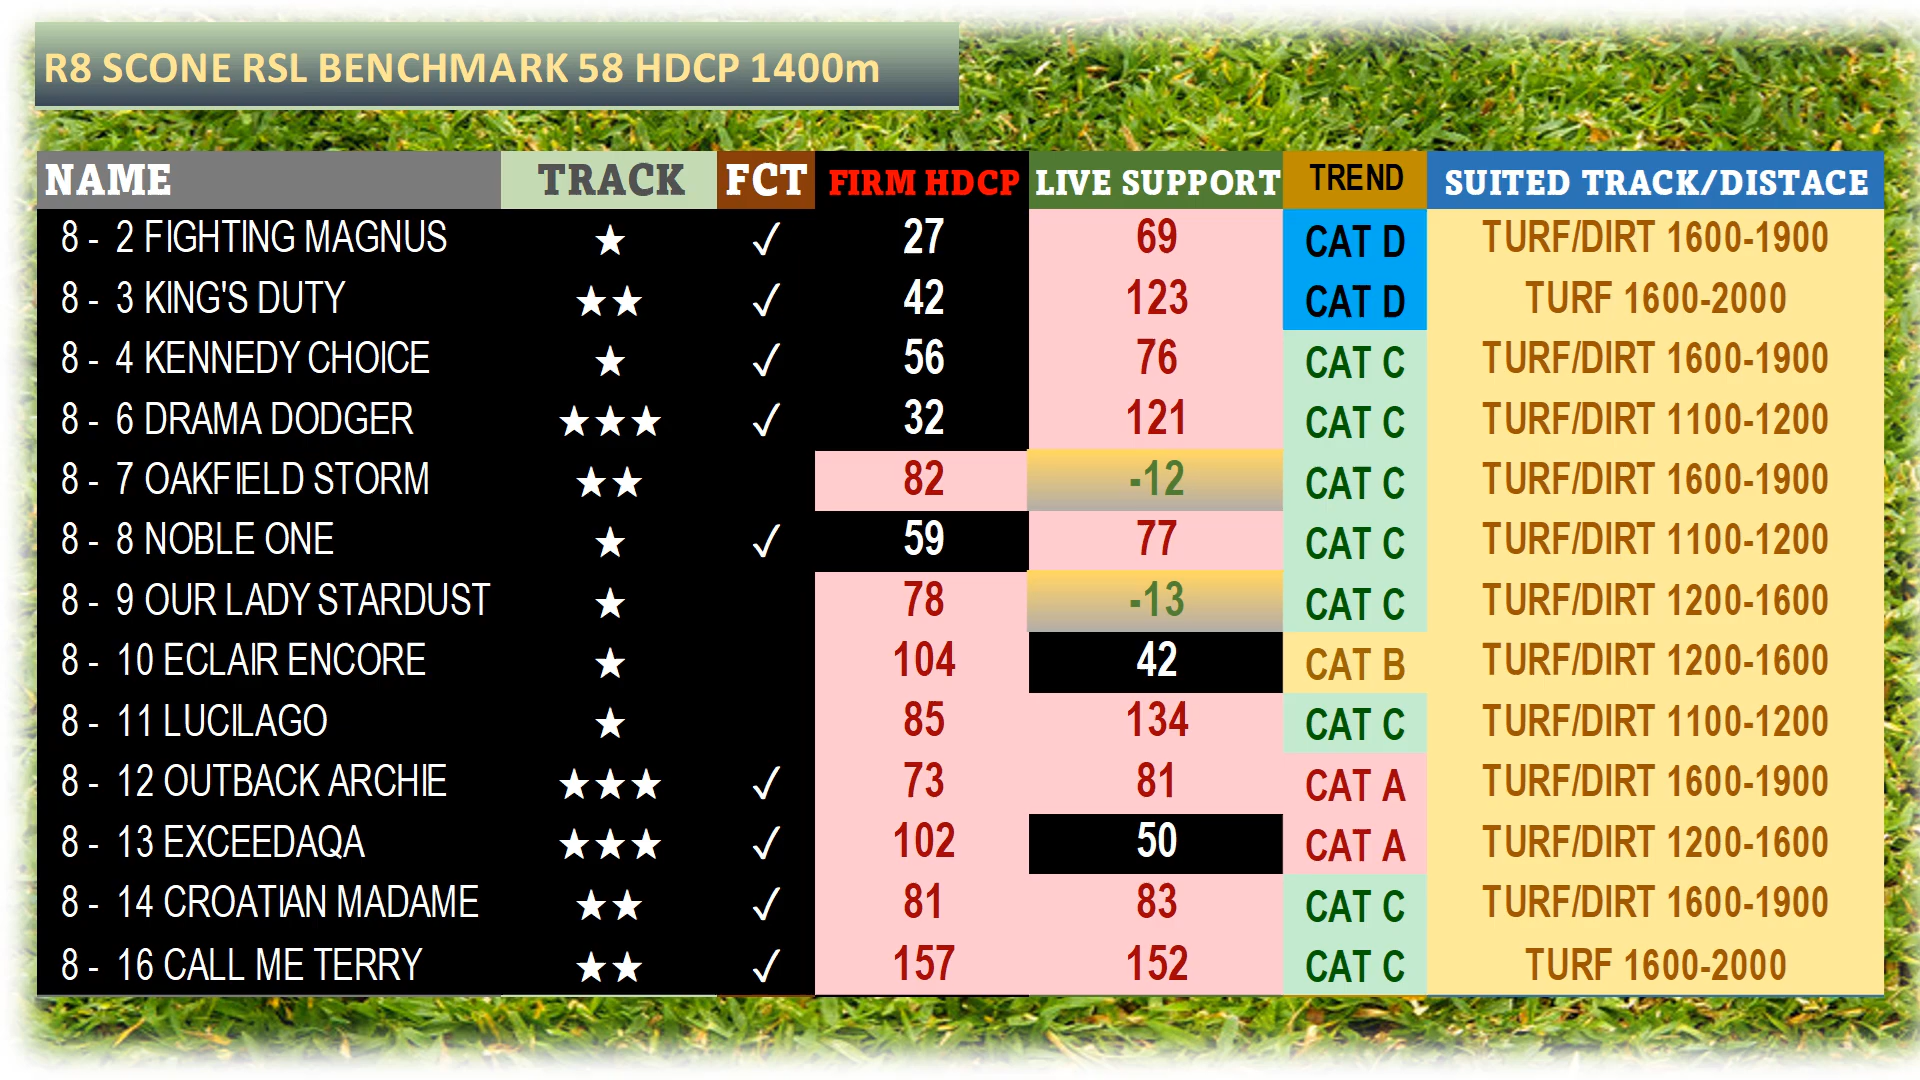 R8 SCONE RSL BENCHMARK 58 HDCP 1400m
NAME TRACK FCT FIRM HDCP LIVE SUPPORT TREND SUITED TRACK/DISTACE
8 - 2 FIGHTING MAGNUS ★ ✓ 27 69 CAT D TURF/DIRT 1600-1900
8 - 3 KING'S DUTY ★★ ✓ 42 123 CAT D TURF 1600-2000
8 - 4 KENNEDY CHOICE ★ ✓ 56 76 CAT C TURF/DIRT 1600-1900
8 - 6 DRAMA DODGER ★★★ ✓ 32 121 CAT C TURF/DIRT 1100-1200
8 - 7 OAKFIELD STORM ★★ 82 -12 CAT C TURF/DIRT 1600-1900
8 - 8 NOBLE ONE ★ ✓ 59 77 CAT C TURF/DIRT 1100-1200
8 - 9 OUR LADY STARDUST ★ 78 -13 CAT C TURF/DIRT 1200-1600
8 - 10 ECLAIR ENCORE ★ 104 42 CAT B TURF/DIRT 1200-1600
8 - 11 LUCILAGO ★ 85 134 CAT C TURF/DIRT 1100-1200
8 - 12 OUTBACK ARCHIE ★★★ ✓ 73 81 CAT A TURF/DIRT 1600-1900
8 - 13 EXCEEDAQA ★★★ ✓ 102 50 CAT A TURF/DIRT 1200-1600
8 - 14 CROATIAN MADAME ★★ ✓ 81 83 CAT C TURF/DIRT 1600-1900
8 - 16 CALL ME TERRY ★★ ✓ 157 152 CAT C TURF 1600-2000